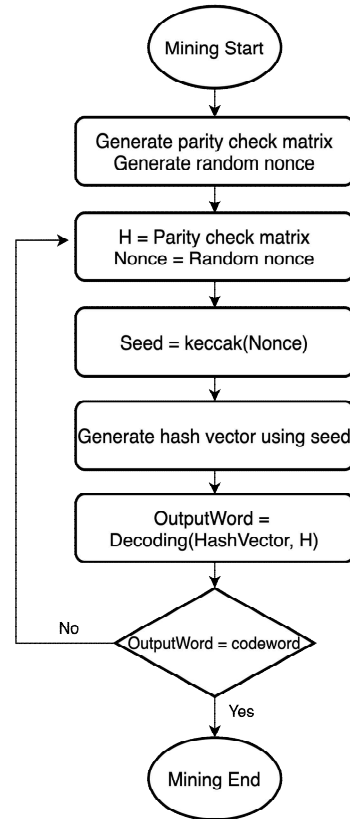 Mining Start
Generate parity check matrix
Generate random nonce
H = Parity check matrix
Nonce = Random nonce
Seed = keccak(Nonce)
Generate hash vector using seed
OutputWord =
Decoding(HashVector, H)
No
OutputWord = codeword
Yes
Mining End